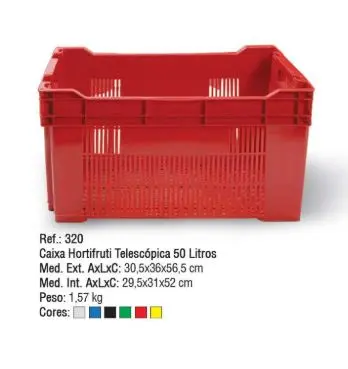 Ref.: 320
Caixa Hortifruti Telescópica 50 Litros
Med. Ext. AxLxC: 30,5x36x56,5 cm
Med. Int. AxLxC: 29,5x31x52 cm
Peso: 1,57 kg
Cores: